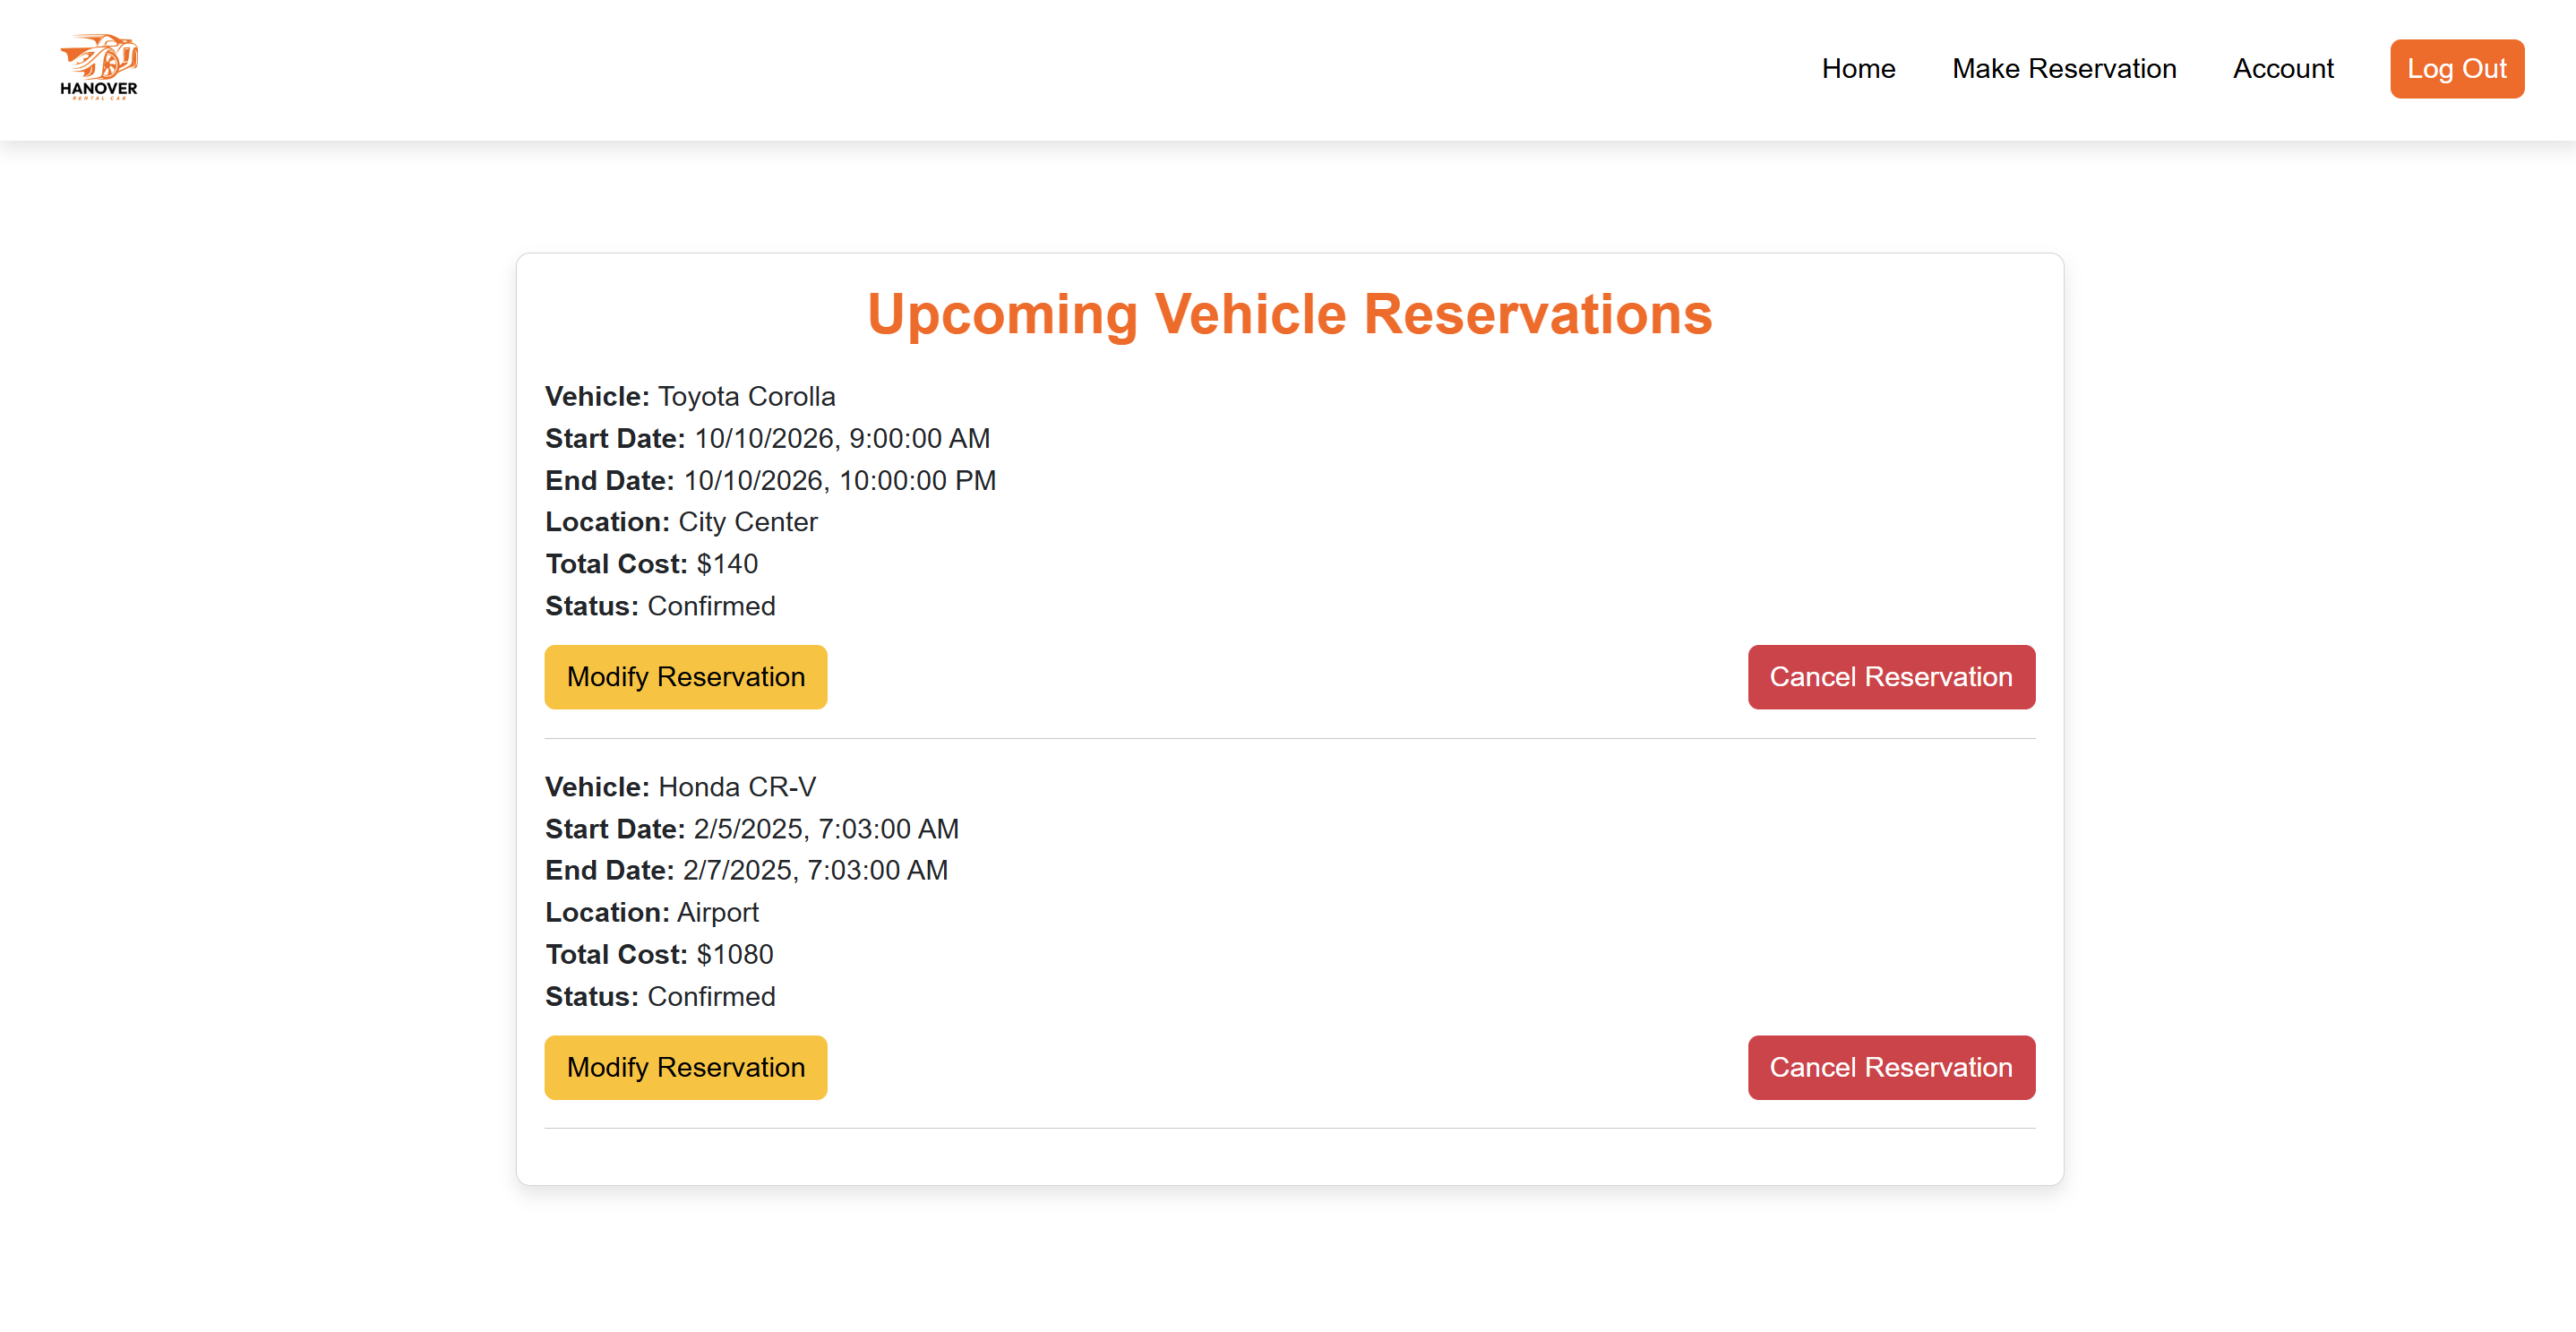 HANOVER
RENTAL CAR
Home
Make Reservation
Account
Log Out
Upcoming Vehicle Reservations
Vehicle: Toyota Corolla
Start Date: 10/10/2026, 9:00:00 AM
End Date: 10/10/2026, 10:00:00 PM
Location: City Center
Total Cost: $140
Status: Confirmed
Modify Reservation
Cancel Reservation
Vehicle: Honda CR-V
Start Date: 2/5/2025, 7:03:00 AM
End Date: 2/7/2025, 7:03:00 AM
Location: Airport
Total Cost: $1080
Status: Confirmed
Modify Reservation
Cancel Reservation